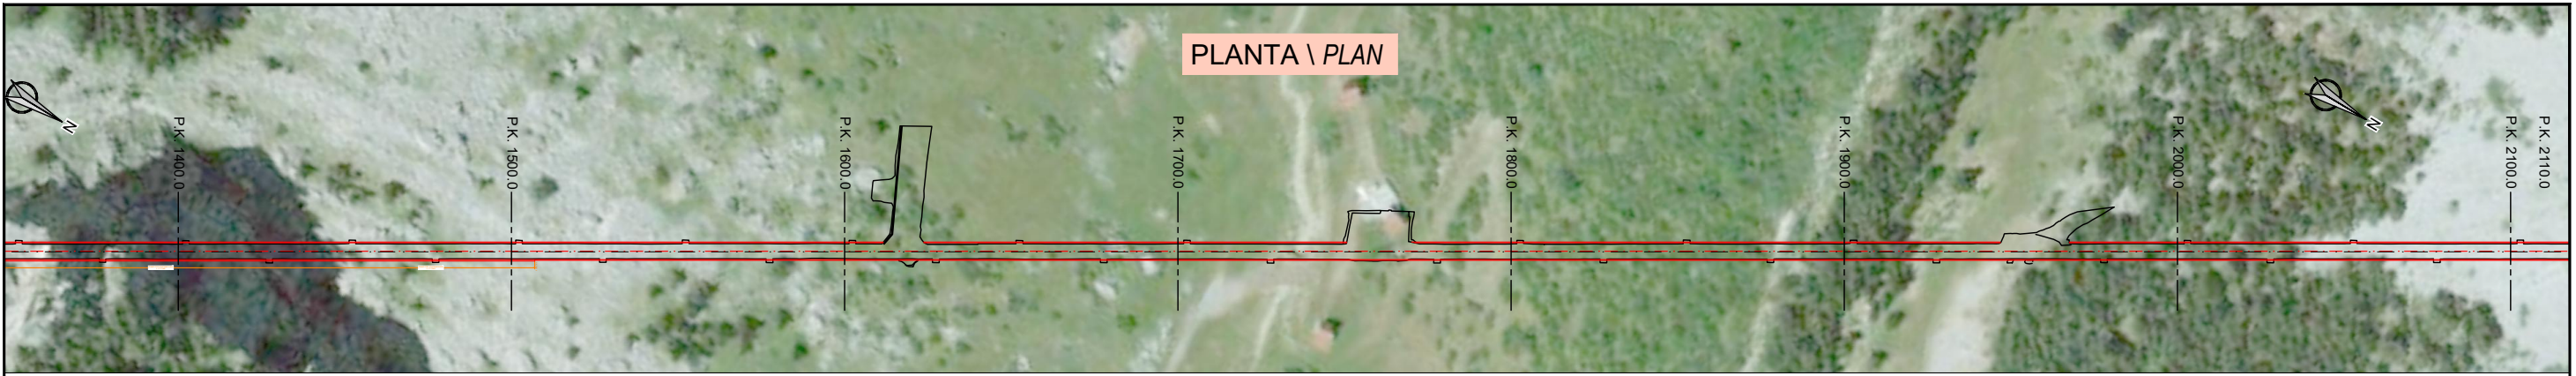 PLANTA \ PLAN
N
P.K. 1400.0
P.K. 1500.0
P.K. 1600.0
P.K. 1700.0
P.K. 1800.0
P.K. 1900.0
P.K. 2000.0
N
P.K. 2100.0
P.K. 2110.0